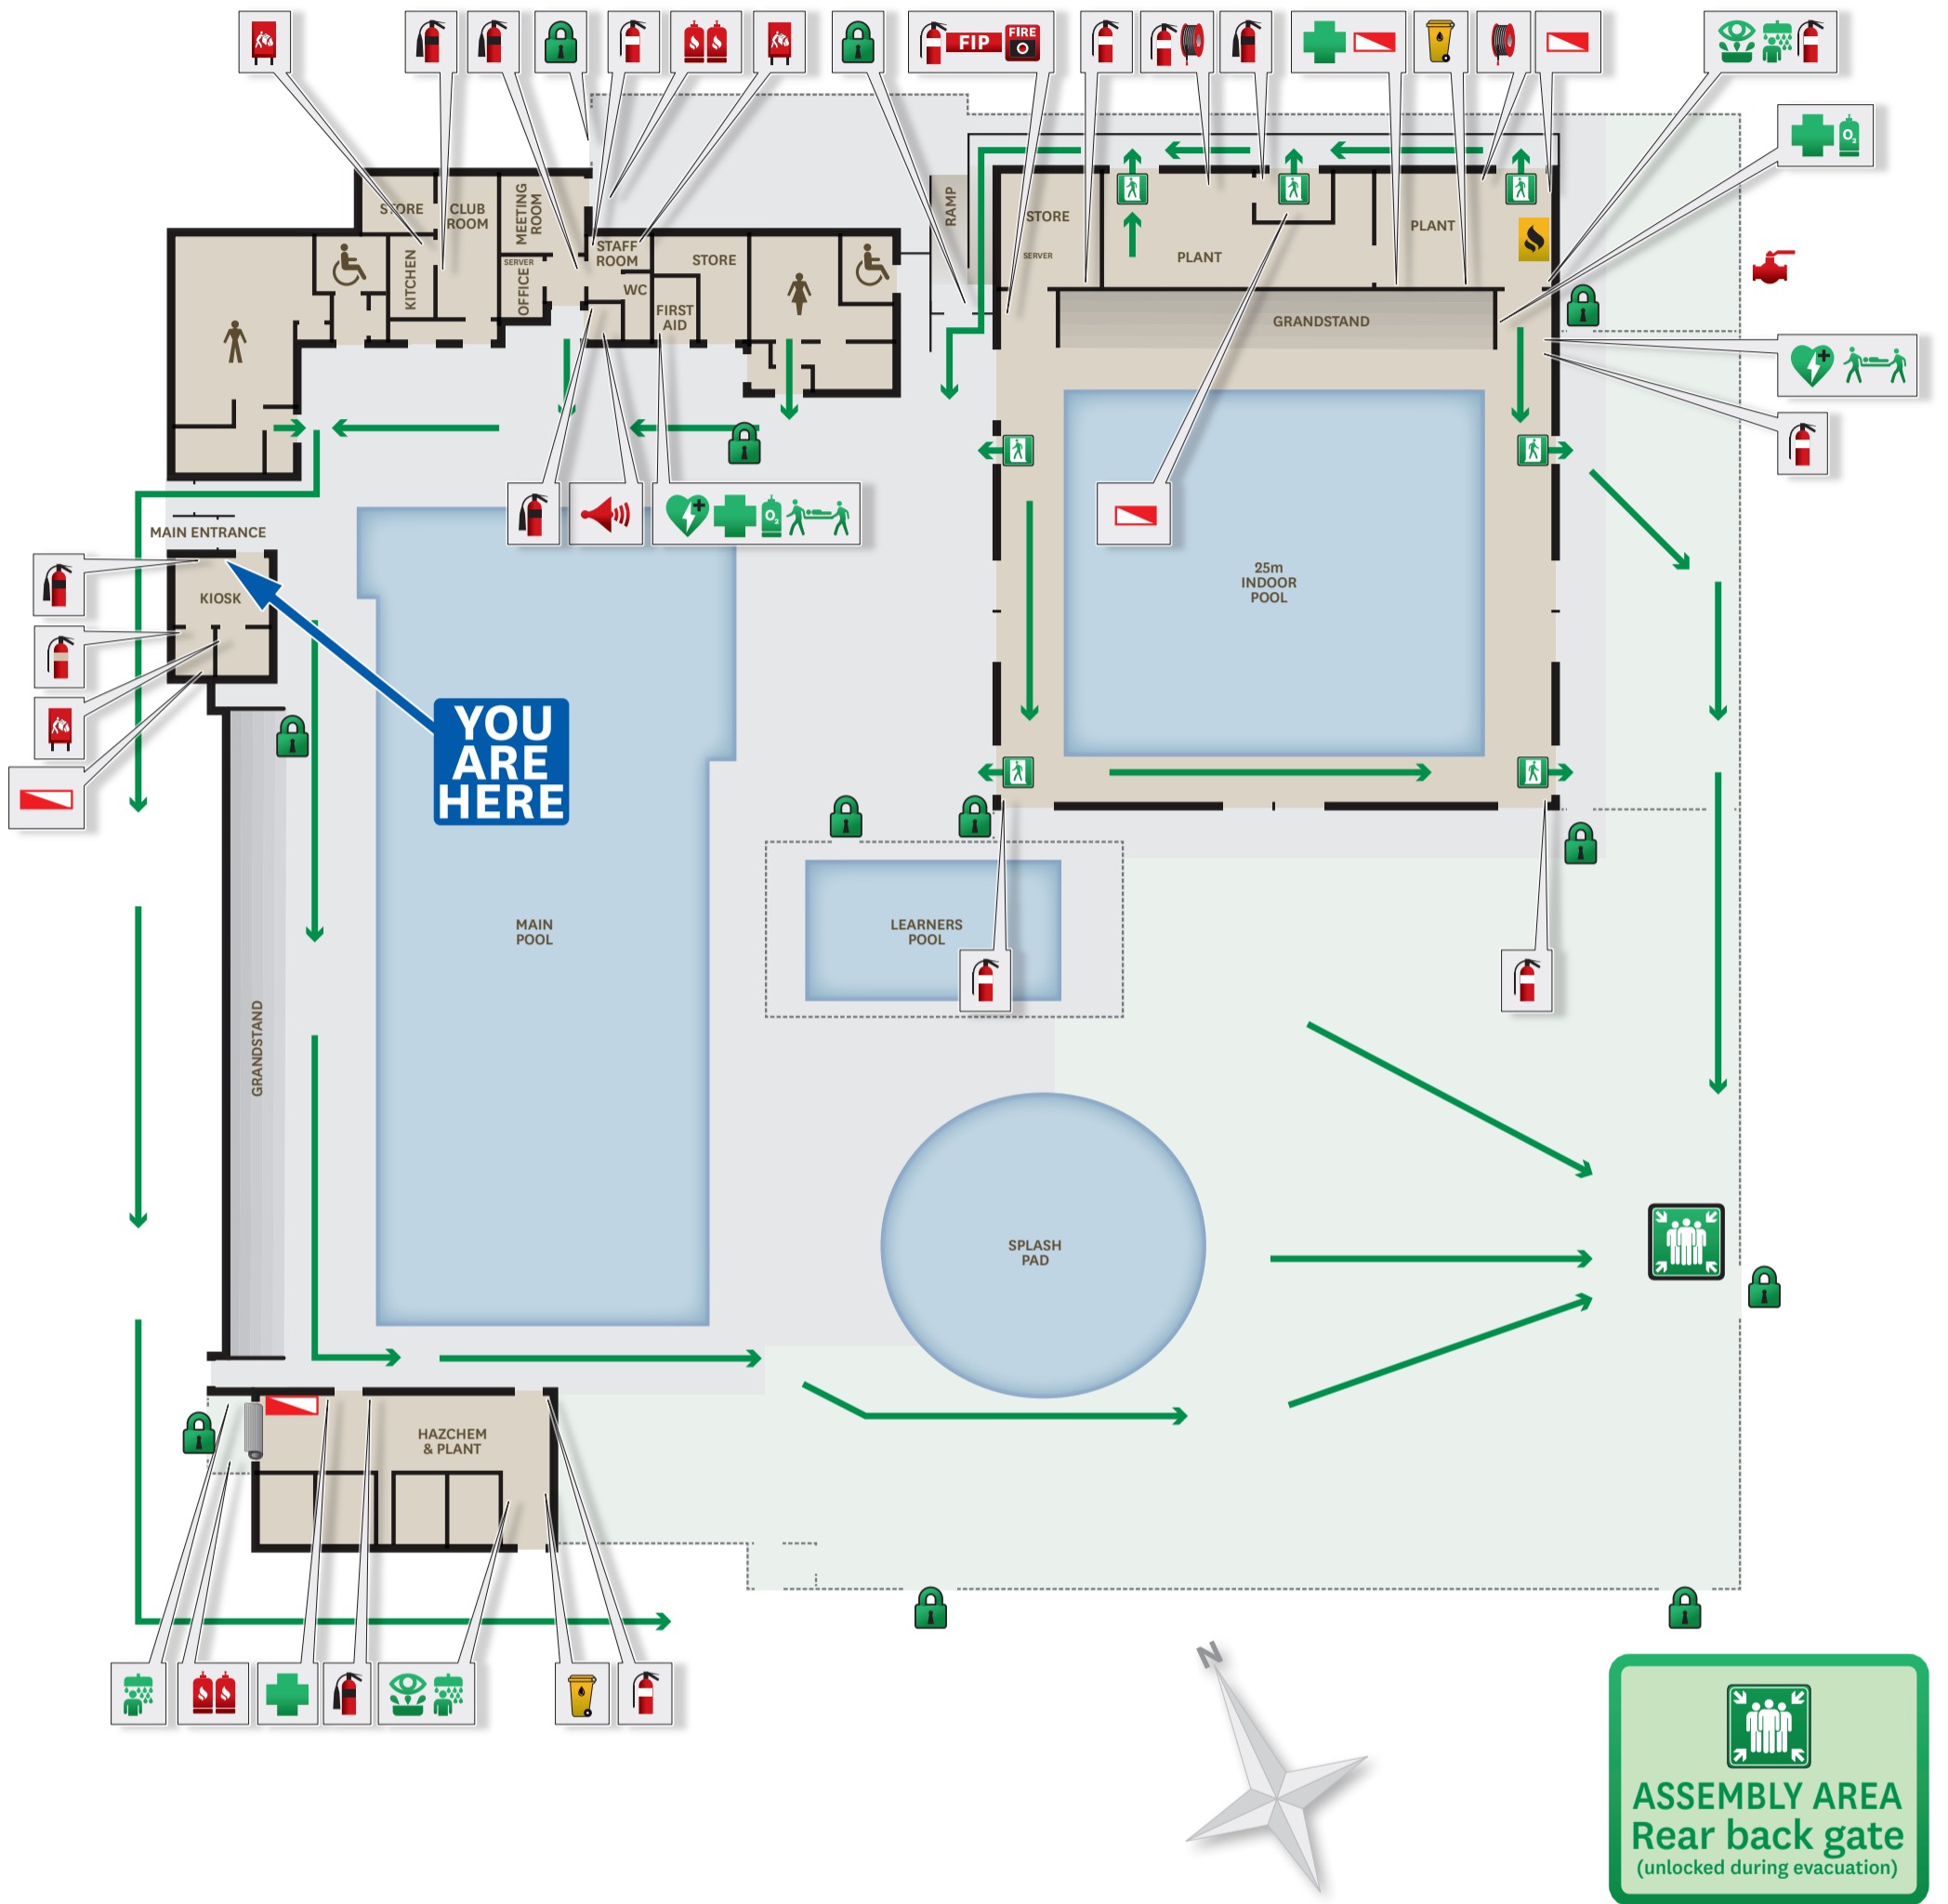 FIP
FIRE
O₂
STORE
CLUB
ROOM
MEETING
ROOM
RAMP
STORE
PLANT
STAFF
ROOM
STORE
PLANT
SERVER
SERVER
KITCHEN
OFFICE
WC
FIRST
AID
GRANDSTAND
O₂
MAIN ENTRANCE
25m
INDOOR
POOL
KIOSK
YOU
ARE
HERE
MAIN
POOL
LEARNERS
POOL
GRANDSTAND
SPLASH
PAD
HAZCHEM
& PLANT
N
ASSEMBLY AREA
Rear back gate
(unlocked during evacuation)